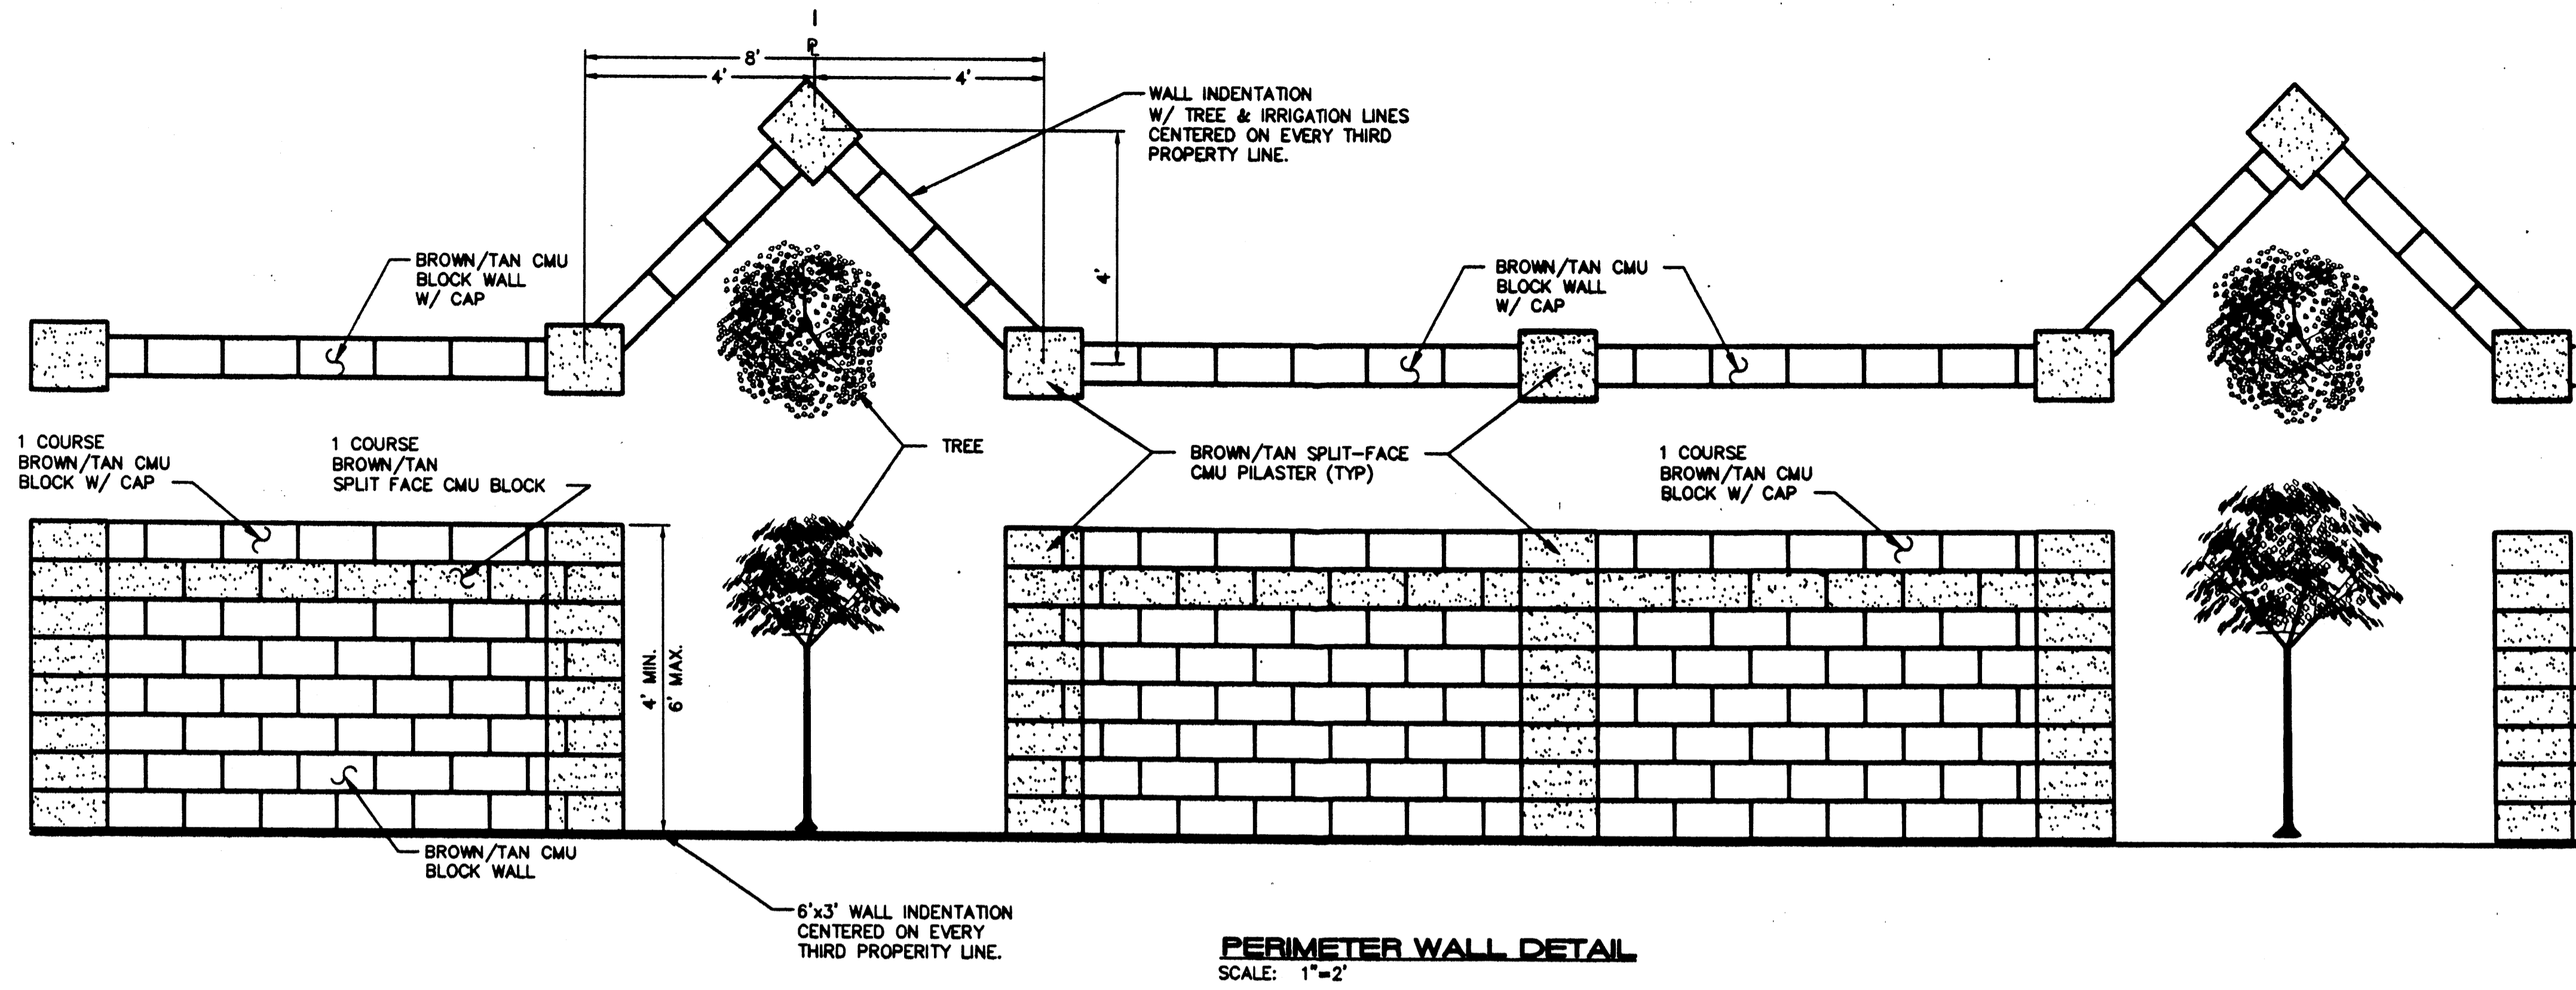 PL
8'
4'
4'
WALL INDENTATION
W/ TREE & IRRIGATION LINES
CENTERED ON EVERY THIRD
PROPERTY LINE.
4'
BROWN/TAN CMU
BLOCK WALL
W/ CAP
BROWN/TAN CMU
BLOCK WALL
W/ CAP
1 COURSE
BROWN/TAN CMU
BLOCK W/ CAP
1 COURSE
BROWN/TAN
SPLIT FACE CMU BLOCK
TREE
BROWN/TAN SPLIT-FACE
CMU PILASTER (TYP)
1 COURSE
BROWN/TAN CMU
BLOCK W/ CAP
4' MIN.
6' MAX.
BROWN/TAN CMU
BLOCK WALL
6'x3' WALL INDENTATION
CENTERED ON EVERY
THIRD PROPERITY LINE.
PERIMETER WALL DETAIL
SCALE: 1"=2'